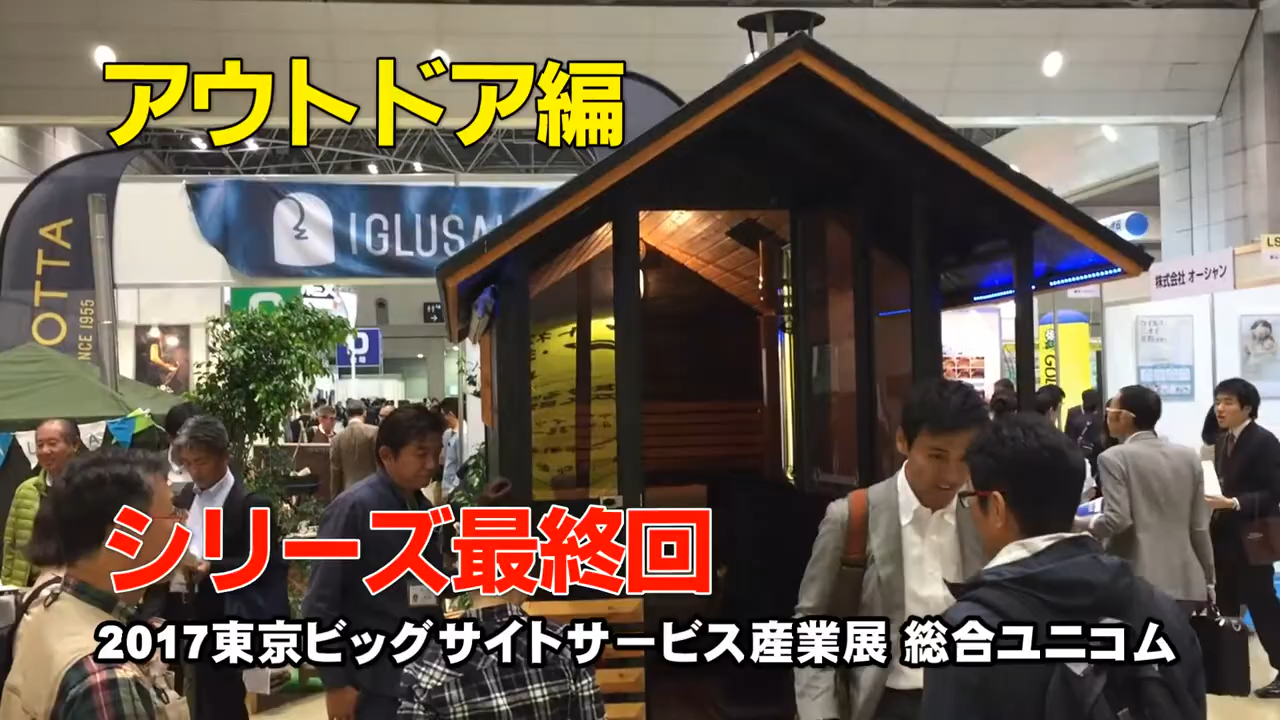 アウトドア編
IGLUSA
OTTA
SINCE 1955
株式会社 オーシャン
LS
シリーズ最終回
2017東京ビッグサイトサービス産業展 総合ユニコム